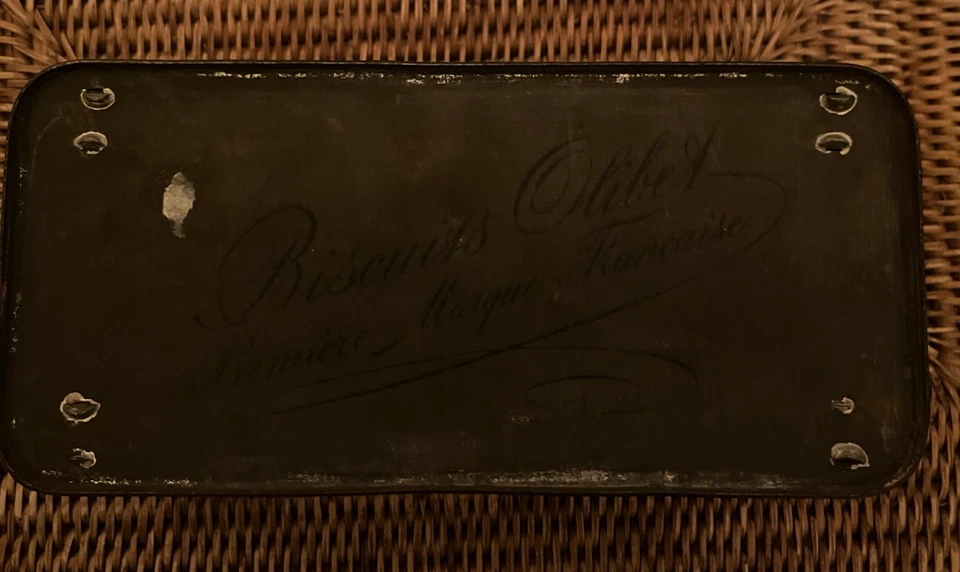 Biscuits Olibet
Première Marque Française